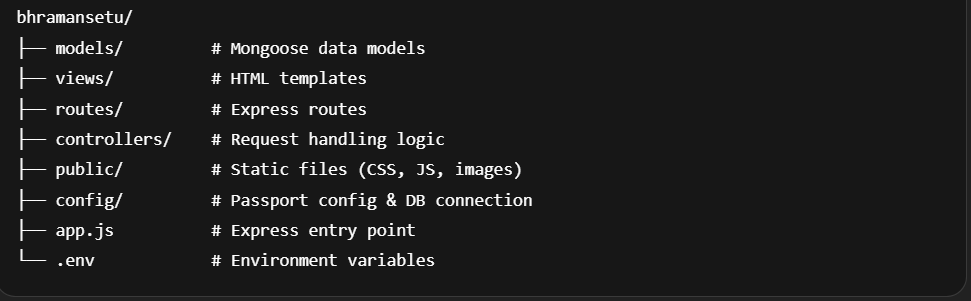 bhramansetu/
├── models/         # Mongoose data models
├── views/          # HTML templates
├── routes/         # Express routes
├── controllers/    # Request handling logic
├── public/         # Static files (CSS, JS, images)
├── config/         # Passport config & DB connection
├── app.js          # Express entry point
└── .env            # Environment variables